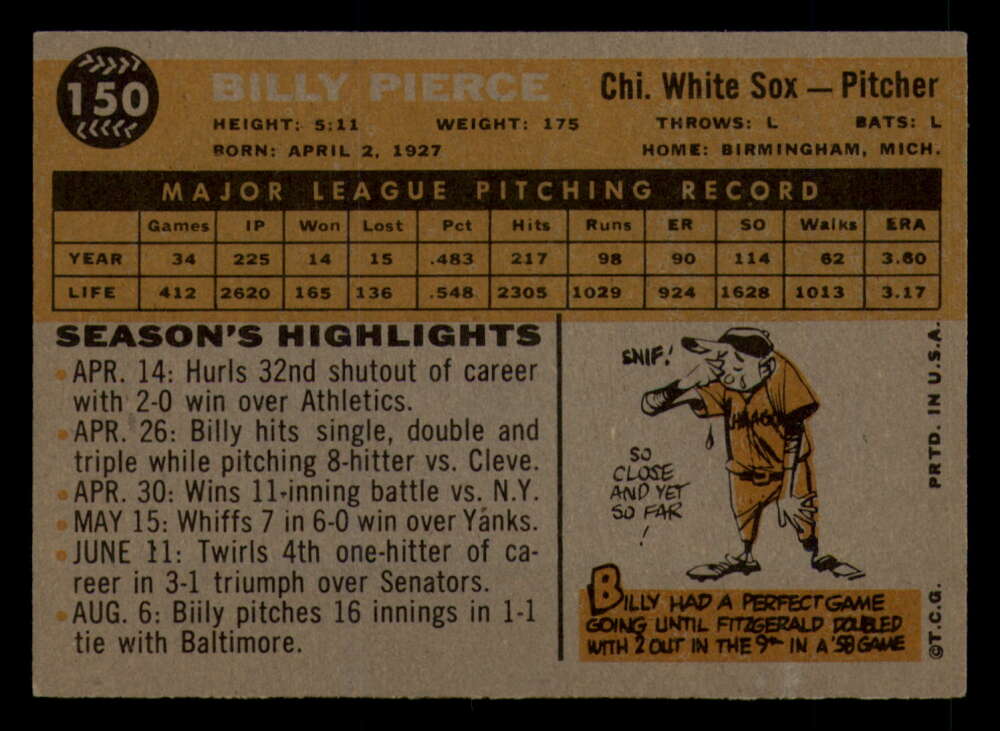 150
BILLY PIERCE
Chi. White Sox — Pitcher
HEIGHT: 5:11 WEIGHT: 175 THROWS: L BATS: L
BORN: APRIL 2, 1927 HOME: BIRMINGHAM, MICH.
MAJOR LEAGUE PITCHING RECORD
Games IP Won Lost Pct Hits Runs ER SO Walks ERA
YEAR 34 225 14 15 .483 217 98 90 114 62 3.60
LIFE 412 2620 165 136 .548 2305 1029 924 1628 1013 3.17
SEASON'S HIGHLIGHTS
APR. 14: Hurls 32nd shutout of career
with 2-0 win over Athletics.
APR. 26: Billy hits single, double and
triple while pitching 8-hitter vs. Cleve.
APR. 30: Wins 11-inning battle vs. N.Y.
MAY 15: Whiffs 7 in 6-0 win over Yanks.
JUNE 11: Twirls 4th one-hitter of ca-
reer in 3-1 triumph over Senators.
AUG. 6: Billy pitches 16 innings in 1-1
tie with Baltimore.
SNIF!
CHICAGO
SO
CLOSE
AND YET
SO FAR
!
BILLY HAD A PERFECT GAME
GOING UNTIL FITZGERALD DOUBLED
WITH 2 OUT IN THE 9TH IN A '58 GAME
©T.C.G. PRTD. IN U.S.A.